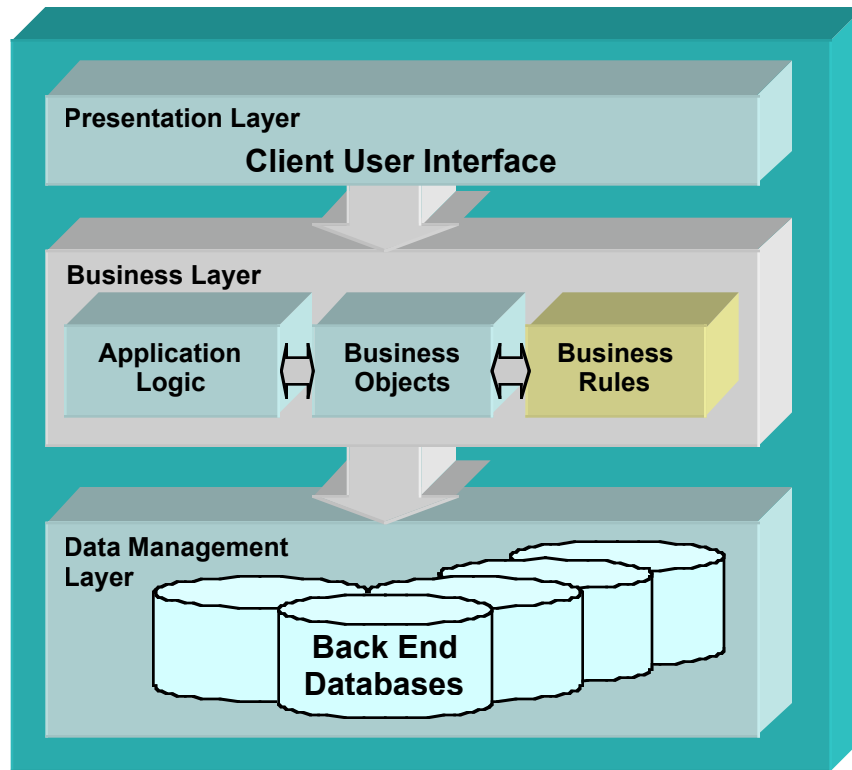 Presentation Layer
Client User Interface
Business Layer
Application
Logic
Business
Objects
Business
Rules
Data Management
Layer
Back End
Databases